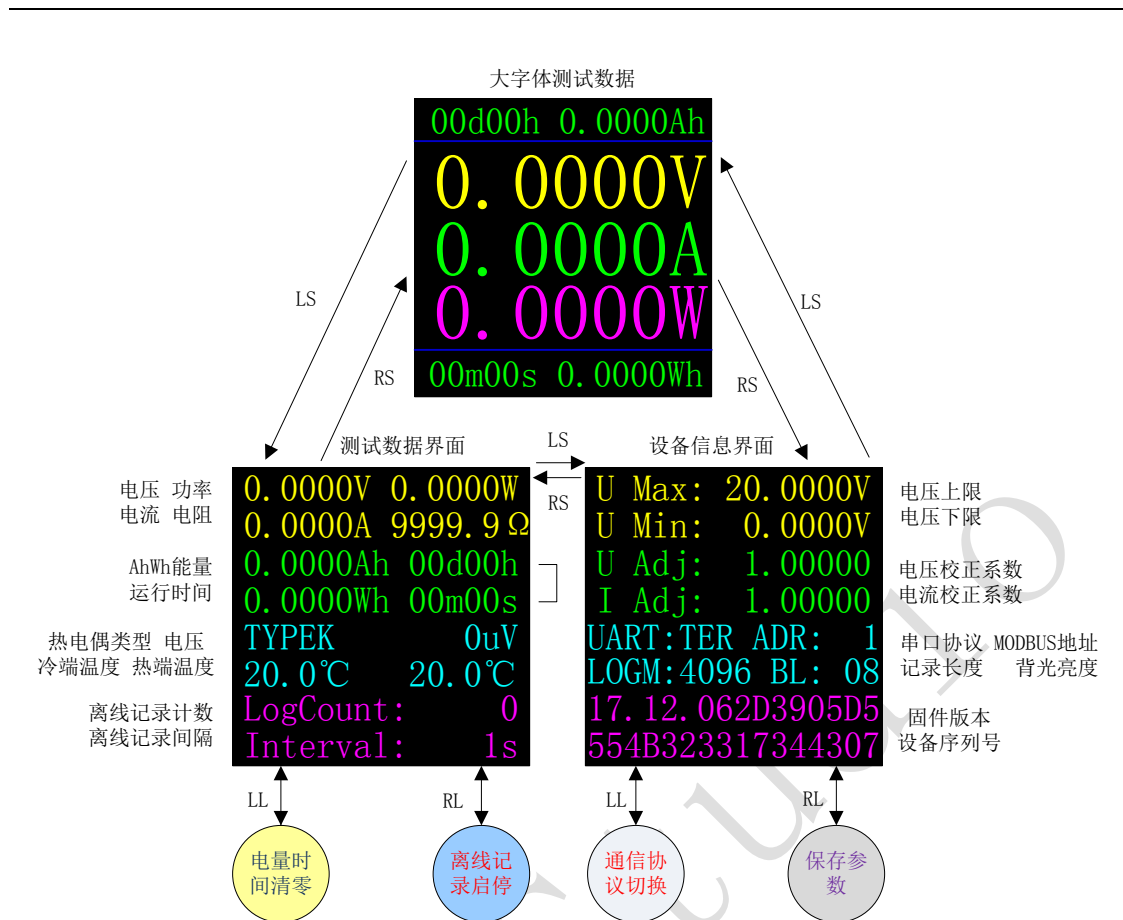 大字体测试数据
00d00h 0.0000Ah
0.0000V
0.0000A
0.0000W
00m00s 0.0000Wh
LS
RS
LS
RS
测试数据界面
LS
RS
设备信息界面
电压 功率
电流 电阻
AhWh能量
运行时间
热电偶类型 电压
冷端温度 热端温度
离线记录计数
离线记录间隔
0.0000V 0.0000W
0.0000A 9999.9Ω
0.0000Ah 00d00h
0.0000Wh 00m00s
TYPEK 0uV
20.0℃ 20.0℃
LogCount: 0
Interval: 1s
U Max: 20.0000V
U Min: 0.0000V
U Adj: 1.00000
I Adj: 1.00000
UART:TER ADR: 1
LOGM:4096 BL: 08
17.12.062D3905D5
554B323317344307
电压上限
电压下限
电压校正系数
电流校正系数
串口协议 MODBUS地址
记录长度 背光亮度
固件版本
设备序列号
LL
RL
LL
RL
电量时
间清零
离线记
录启停
通信协
议切换
保存参
数